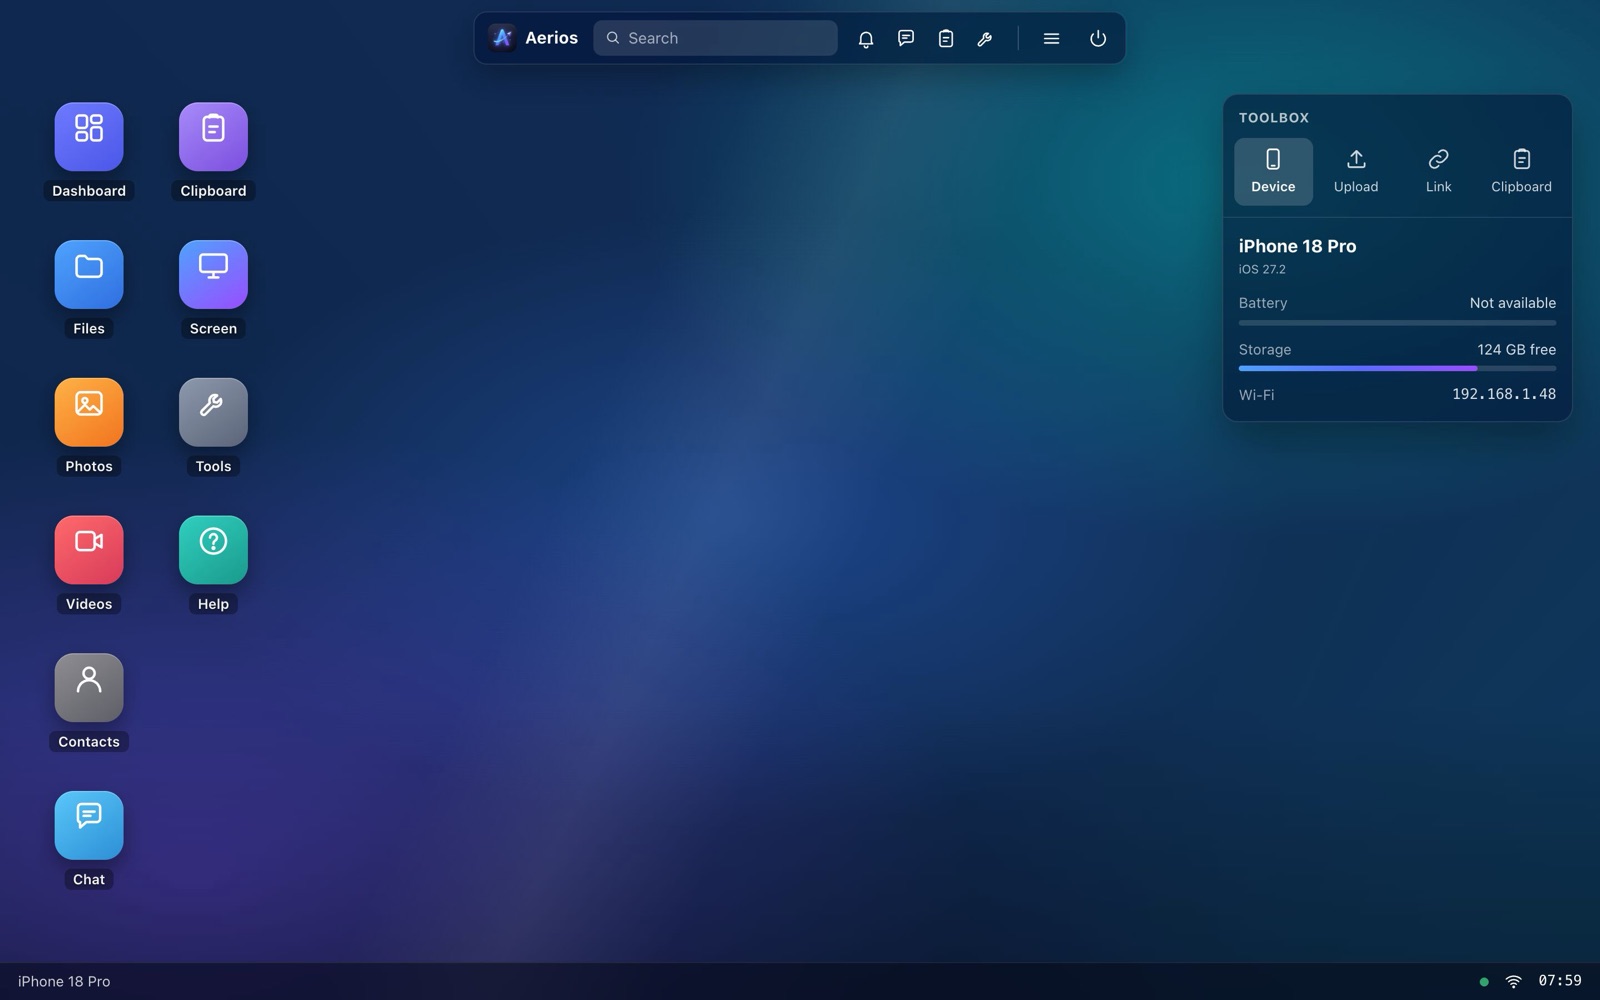 Aerios
Search
Dashboard
Clipboard
Files
Screen
Photos
Tools
Videos
Help
Contacts
Chat
TOOLBOX
Device
Upload
Link
Clipboard
iPhone 18 Pro
iOS 27.2
Battery
Not available
Storage
124 GB free
Wi-Fi
192.168.1.48
iPhone 18 Pro
07:59